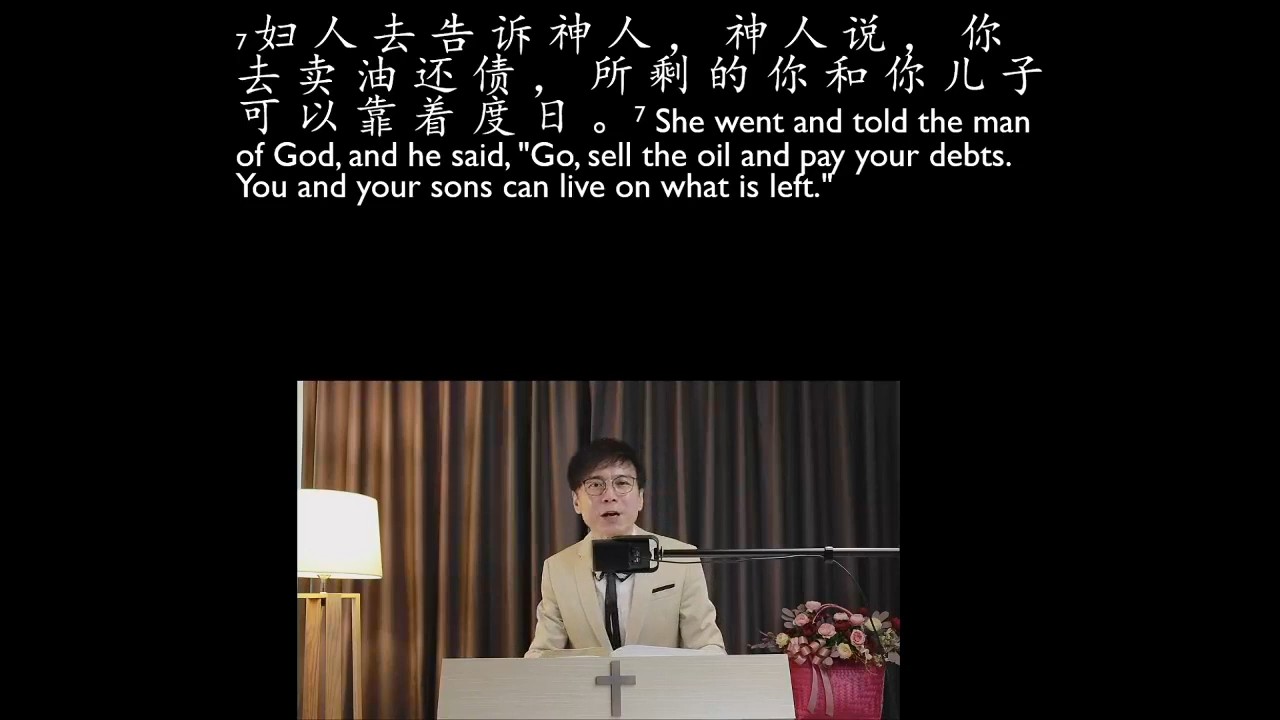 7妇人去告诉神人，神人说，你
去卖油还债，所剩的你和你儿子
可以靠着度日。7 She went and told the man
of God, and he said, "Go, sell the oil and pay your debts.
You and your sons can live on what is left."